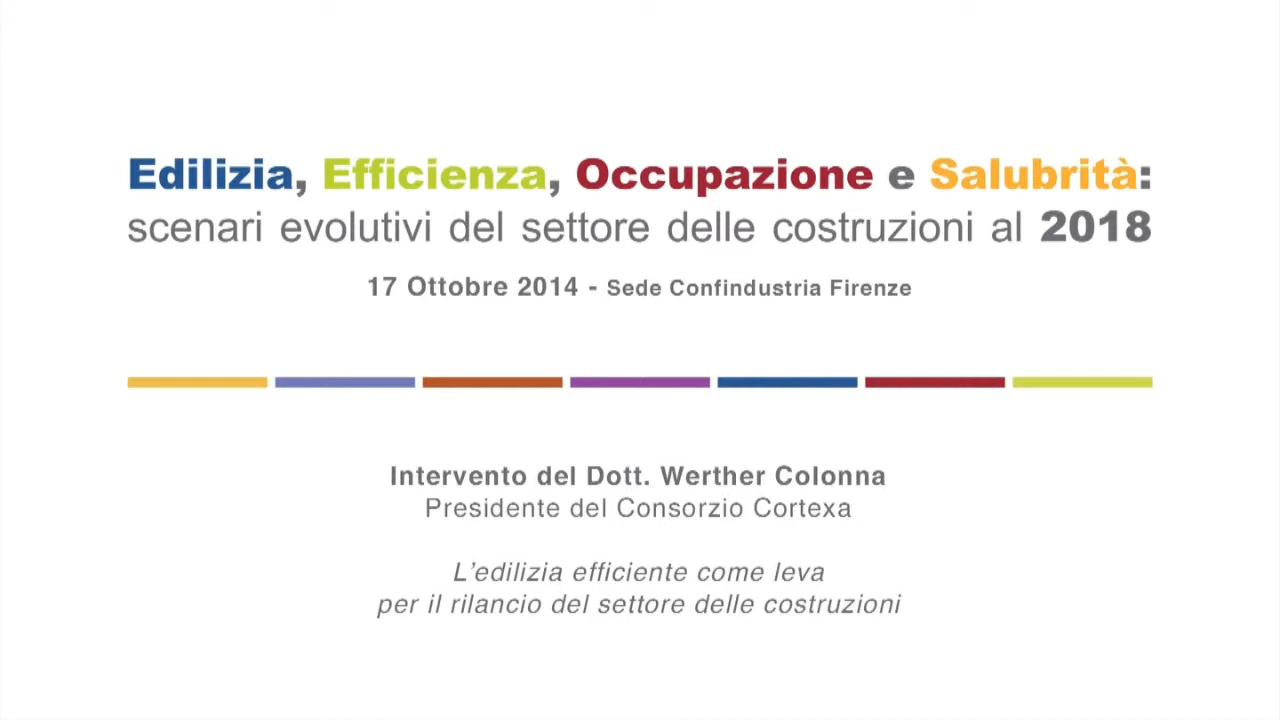 Edilizia, Efficienza, Occupazione e Salubrità:
scenari evolutivi del settore delle costruzioni al 2018
17 Ottobre 2014 - Sede Confindustria Firenze
Intervento del Dott. Werther Colonna
Presidente del Consorzio Cortexa
L’edilizia efficiente come leva
per il rilancio del settore delle costruzioni